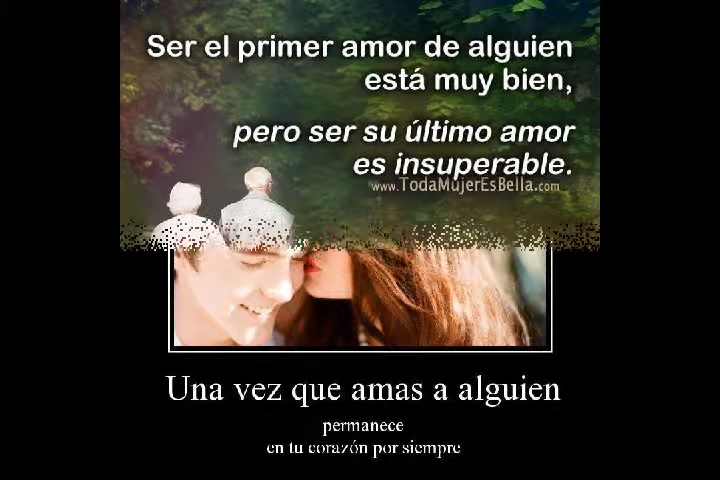 Ser el primer amor de alguien
está muy bien,
pero ser su último amor
es insuperable.
www.TodaMujerEsBella.com
Una vez que amas a alguien
permanece
en tu corazón por siempre